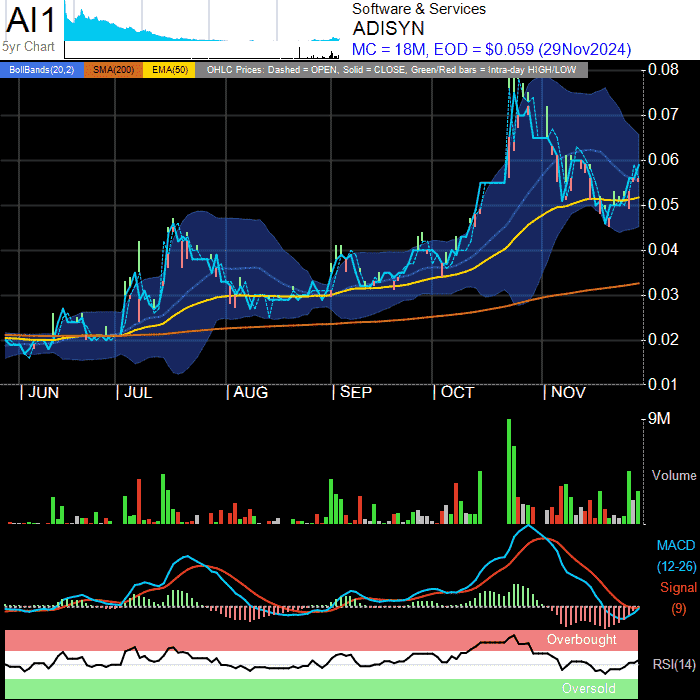 AI1
5yr Chart
Software & Services
ADISYN
MC = 18M, EOD = $0.059 (29Nov2024)
BollBands(20,2) SMA(200) EMA(50) OHLC Prices: Dashed = OPEN, Solid = CLOSE, Green/Red bars = Intra-day HIGH/LOW
0.08
0.07
0.06
0.05
0.04
0.03
0.02
0.01
JUN JUL AUG SEP OCT NOV
9M
Volume
MACD
(12-26)
Signal
(9)
Overbought
RSI(14)
Oversold